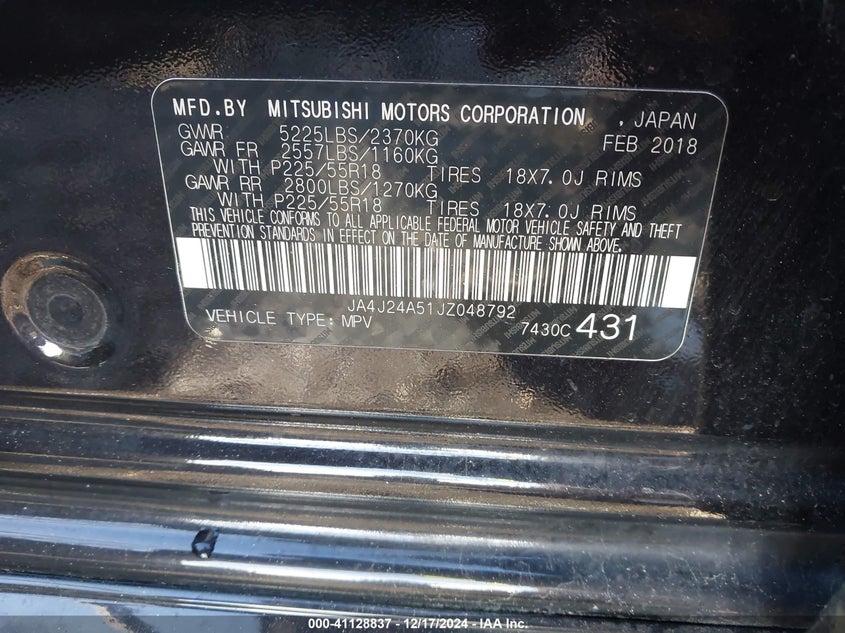 MFD.BY MITSUBISHI MOTORS CORPORATION , JAPAN
GVWR 5225LBS/2370KG FEB 2018
GAWR FR 2557LBS/1160KG
WITH P225/55R18 TIRES 18X7.0J RIMS
GAWR RR 2800LBS/1270KG
WITH P225/55R18 TIRES 18X7.0J RIMS
THIS VEHICLE CONFORMS TO ALL APPLICABLE FEDERAL MOTOR VEHICLE SAFETY AND THEFT
PREVENTION STANDARDS IN EFFECT ON THE DATE OF MANUFACTURE SHOWN ABOVE.
JA4J24A51JZ048792
VEHICLE TYPE: MPV 7430C 431
000-41128837 - 12/17/2024 - IAA Inc.